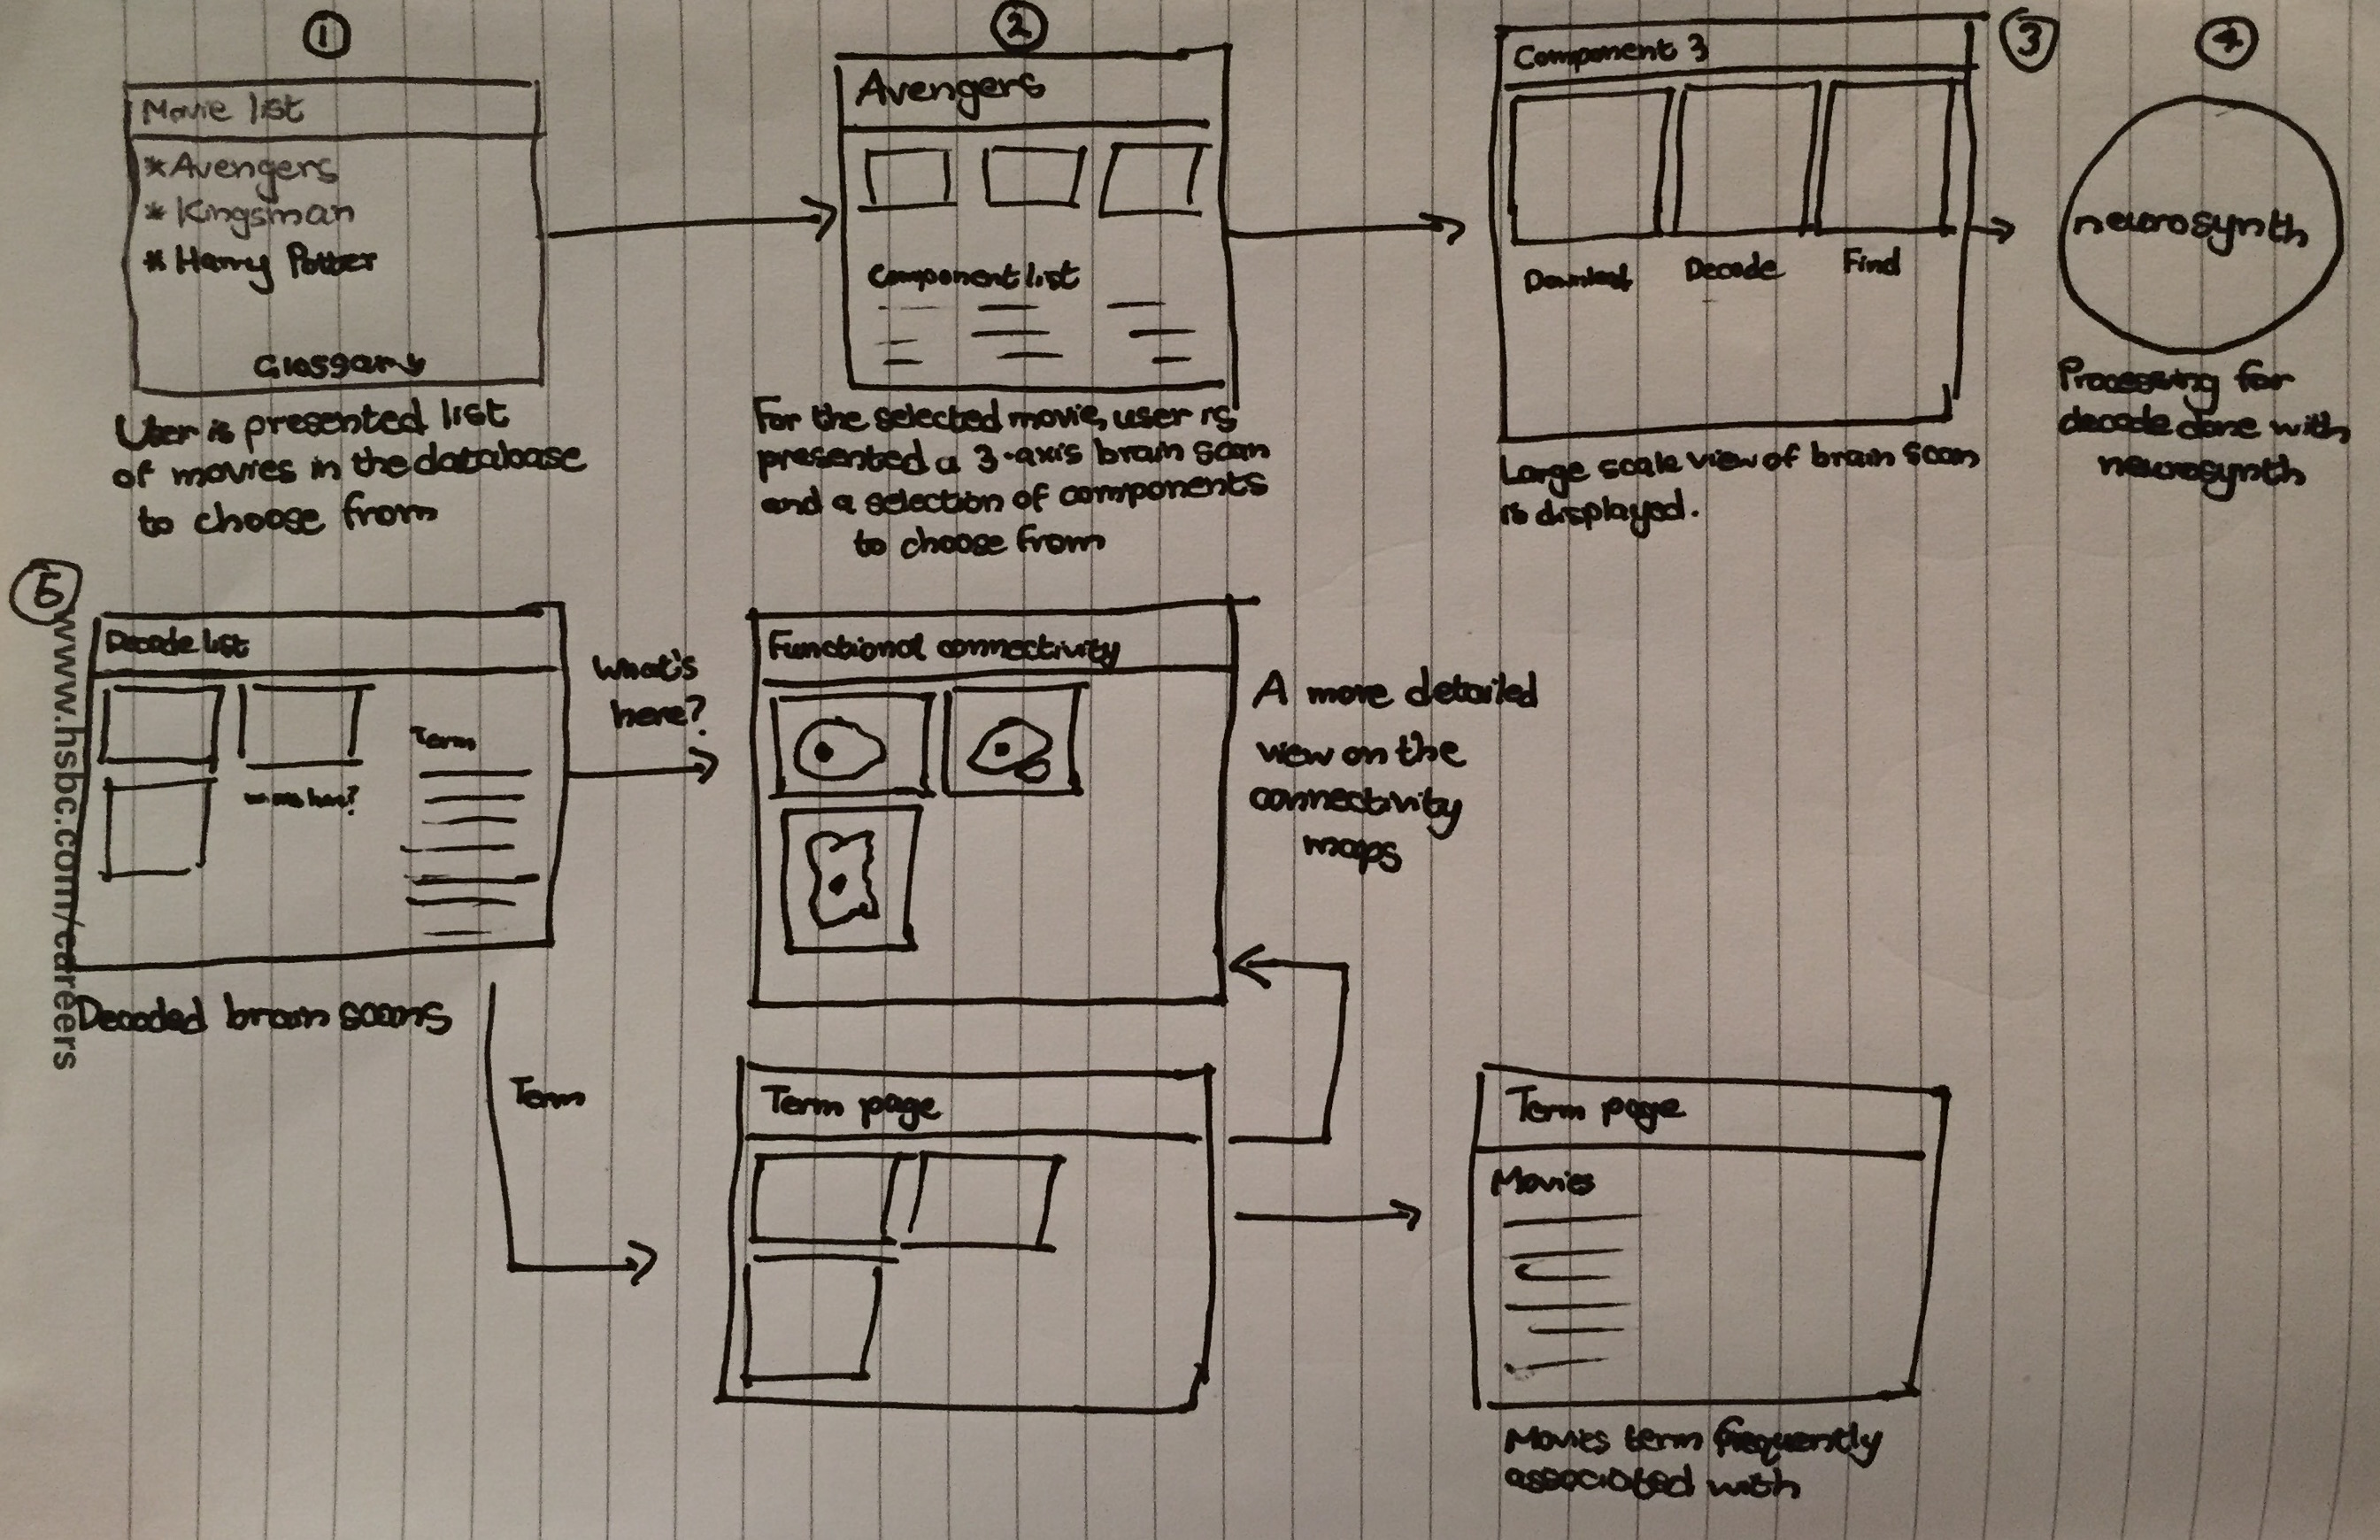 1
Movie list
*Avengers
*Kingsman
*Harry Potter
Glossary
User is presented list
of movies in the database
to choose from
2
Avengers
Component list
For the selected movie, user is
presented a 3-axis brain scan
and a selection of components
to choose from
3
Component 3
Download
Decode
Find
Large scale view of brain scan
is displayed.
4
neurosynth
Processing for
decode done with
neurosynth
5
Decode list
Term
here?
Decoded brain scans
What's
here?
Functional connectivity
A more detailed
view on the
connectivity
maps
Term
Term page
Term page
Movies
Movies term frequently
associated with
www.hsbc.com/careers